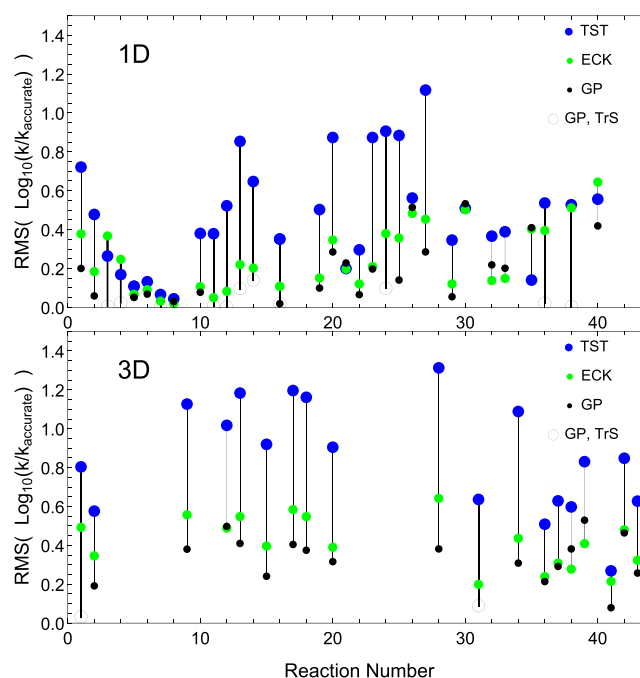 1D
RMS( Log10(k/kaccurate) )
1.4
1.2
1.0
0.8
0.6
0.4
0.2
0.0
TST
ECK
GP
GP, TrS
0 10 20 30 40
3D
RMS( Log10(k/kaccurate) )
1.4
1.2
1.0
0.8
0.6
0.4
0.2
0.0
TST
ECK
GP
GP, TrS
0 10 20 30 40
Reaction Number